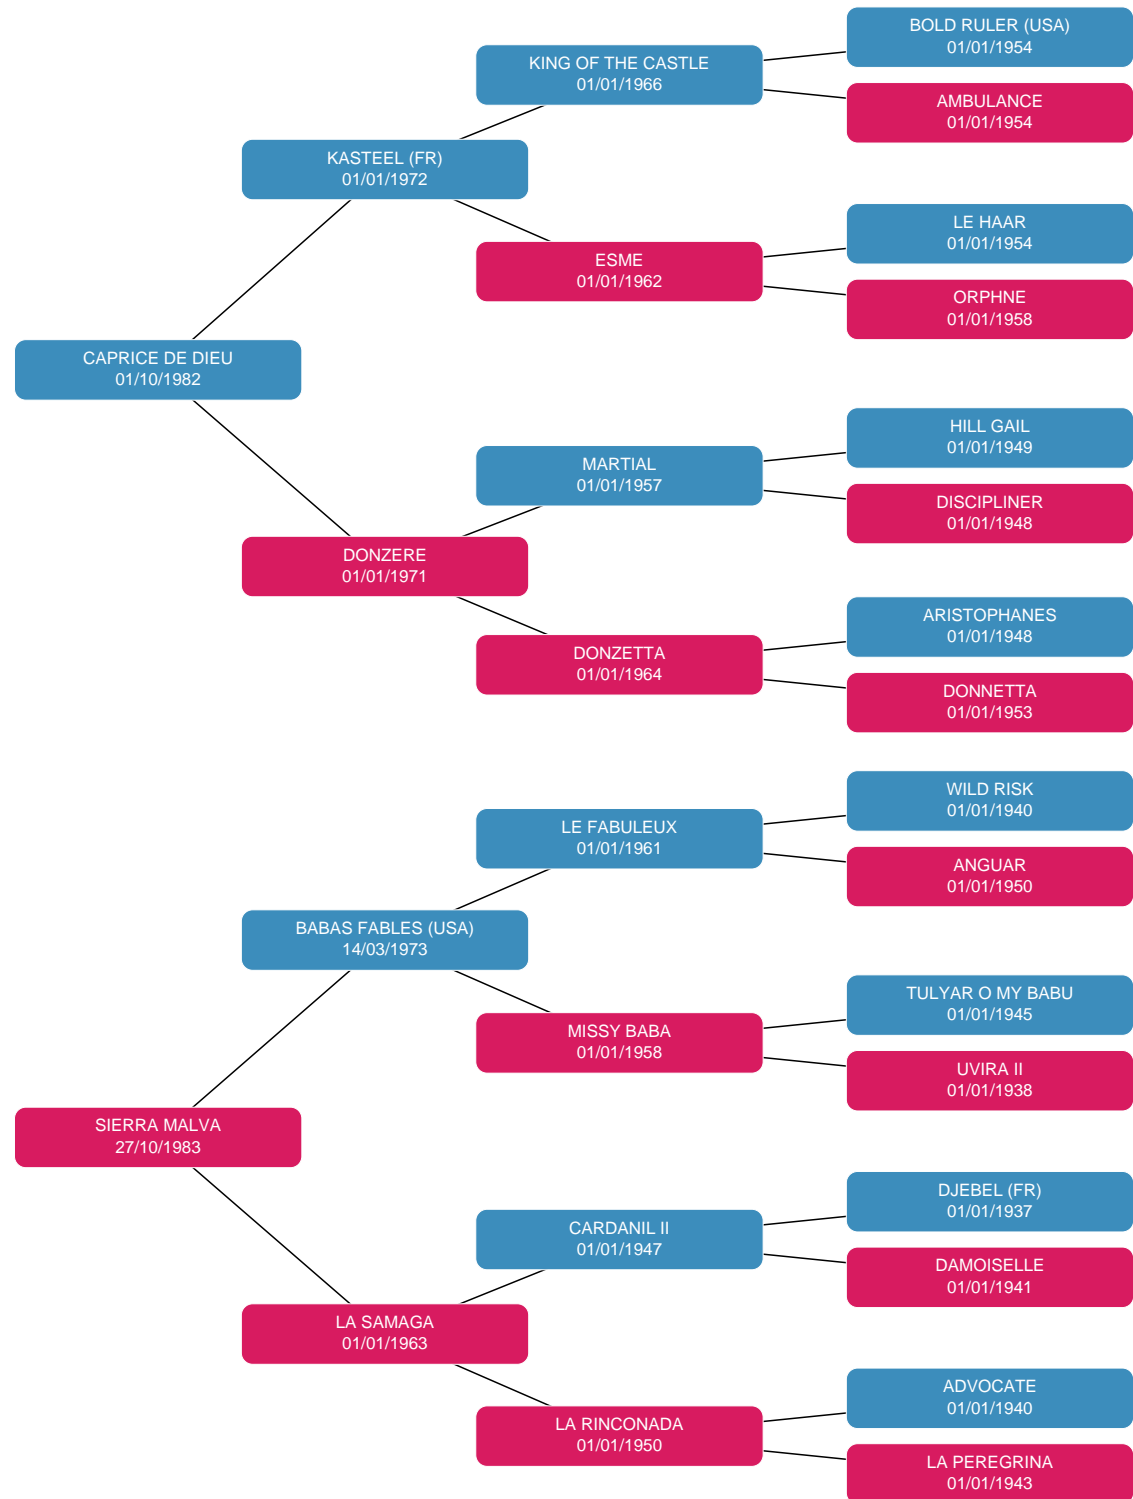 BOLD RULER (USA)
01/01/1954
KING OF THE CASTLE
01/01/1966
AMBULANCE
01/01/1954
KASTEEL (FR)
01/01/1972
LE HAAR
01/01/1954
ESME
01/01/1962
ORPHNE
01/01/1958
CAPRICE DE DIEU
01/10/1982
HILL GAIL
01/01/1949
MARTIAL
01/01/1957
DISCIPLINER
01/01/1948
DONZERE
01/01/1971
ARISTOPHANES
01/01/1948
DONZETTA
01/01/1964
DONNETTA
01/01/1953
WILD RISK
01/01/1940
LE FABULEUX
01/01/1961
ANGUAR
01/01/1950
BABAS FABLES (USA)
14/03/1973
TULYAR O MY BABU
01/01/1945
MISSY BABA
01/01/1958
UVIRA II
01/01/1938
SIERRA MALVA
27/10/1983
DJEBEL (FR)
01/01/1937
CARDANIL II
01/01/1947
DAMOISELLE
01/01/1941
LA SAMAGA
01/01/1963
ADVOCATE
01/01/1940
LA RINCONADA
01/01/1950
LA PEREGRINA
01/01/1943